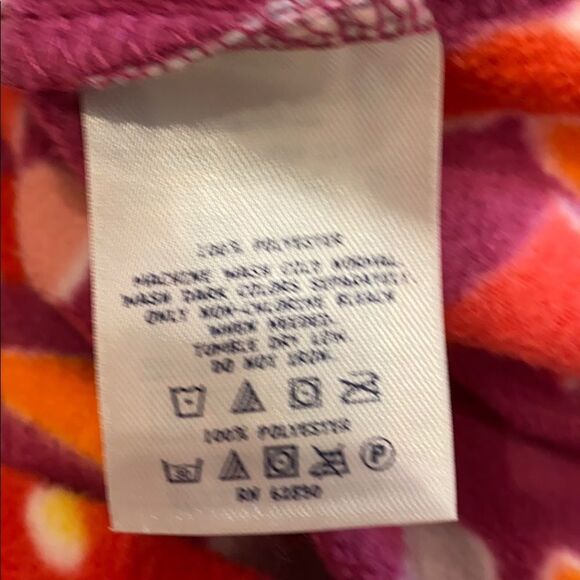 100% POLYESTER
MACHINE WASH COLD NORMAL.
WASH DARK COLORS SEPARATELY.
ONLY NON-CHLORINE BLEACH
WHEN NEEDED.
TUMBLE DRY LOW.
DO NOT IRON.
100% POLYESTER
P
RN 61890